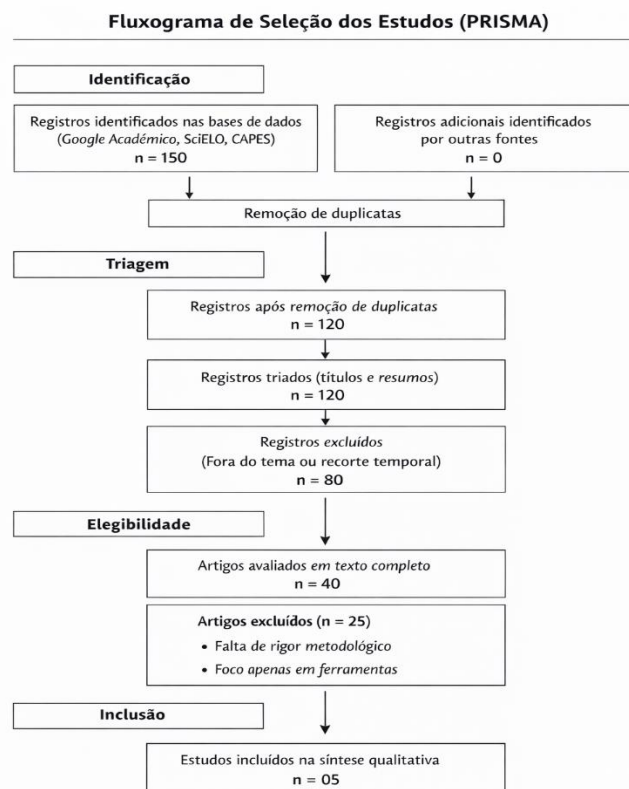 Fluxograma de Seleção dos Estudos (PRISMA)
Identificação
Registros identificados nas bases de dados
(Google Académico, SciELO, CAPES)
n = 150
Registros adicionais identificados
por outras fontes
n = 0
Remoção de duplicatas
Triagem
Registros após remoção de duplicatas
n = 120
Registros triados (títulos e resumos)
n = 120
Registros excluídos
(Fora do tema ou recorte temporal)
n = 80
Elegibilidade
Artigos avaliados em texto completo
n = 40
Artigos excluídos (n = 25)
• Falta de rigor metodológico
• Foco apenas em ferramentas
Inclusão
Estudos incluídos na síntese qualitativa
n = 05